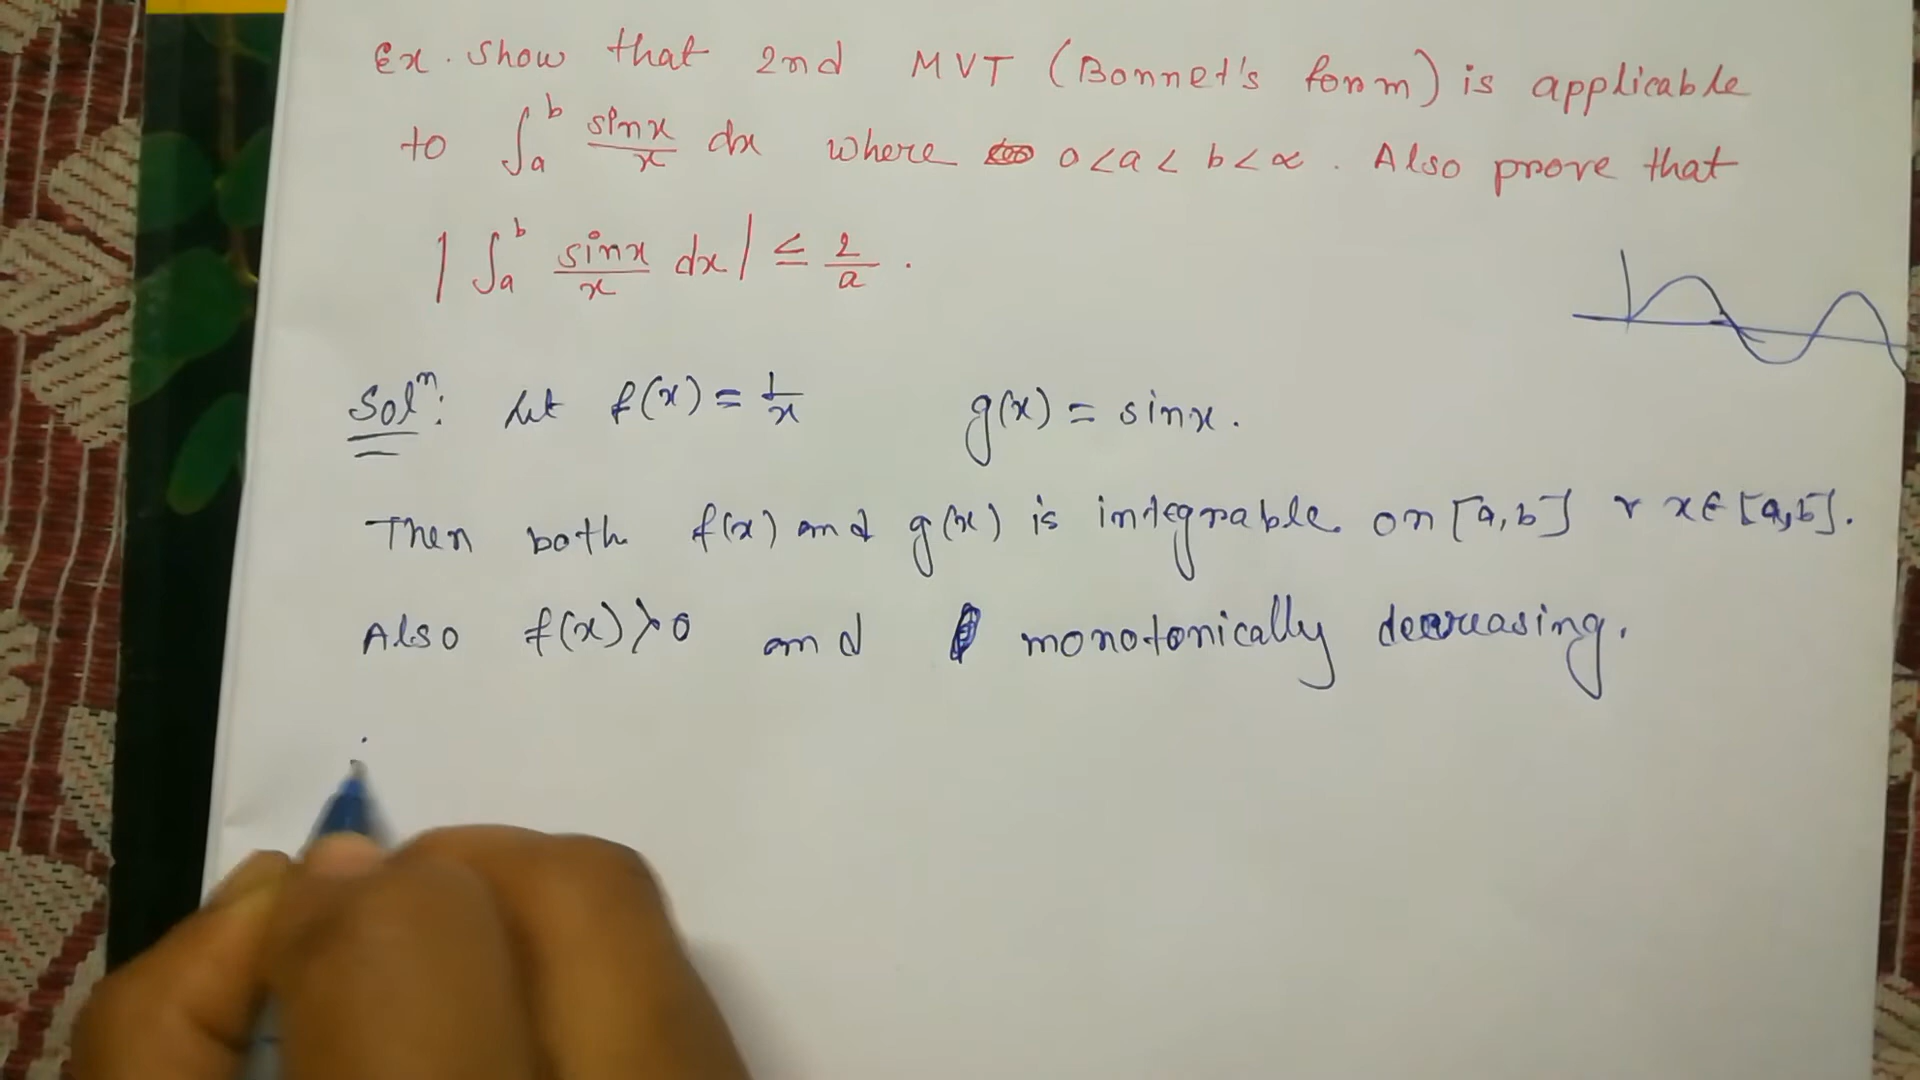 Ex. Show that 2nd MVT (Bonnet's form) is applicable
to ∫_a^b sinx/x dx where 0<a< b<∞. Also prove that
|∫_a^b sinx/x dx| ≤ 2/a.
Solⁿ: Let f(x) = 1/x g(x) = sinx.
Then both f(x) and g(x) is integrable on [a,b] ∀ x∈[a,b].
Also f(x)>0 and monotonically decreasing.